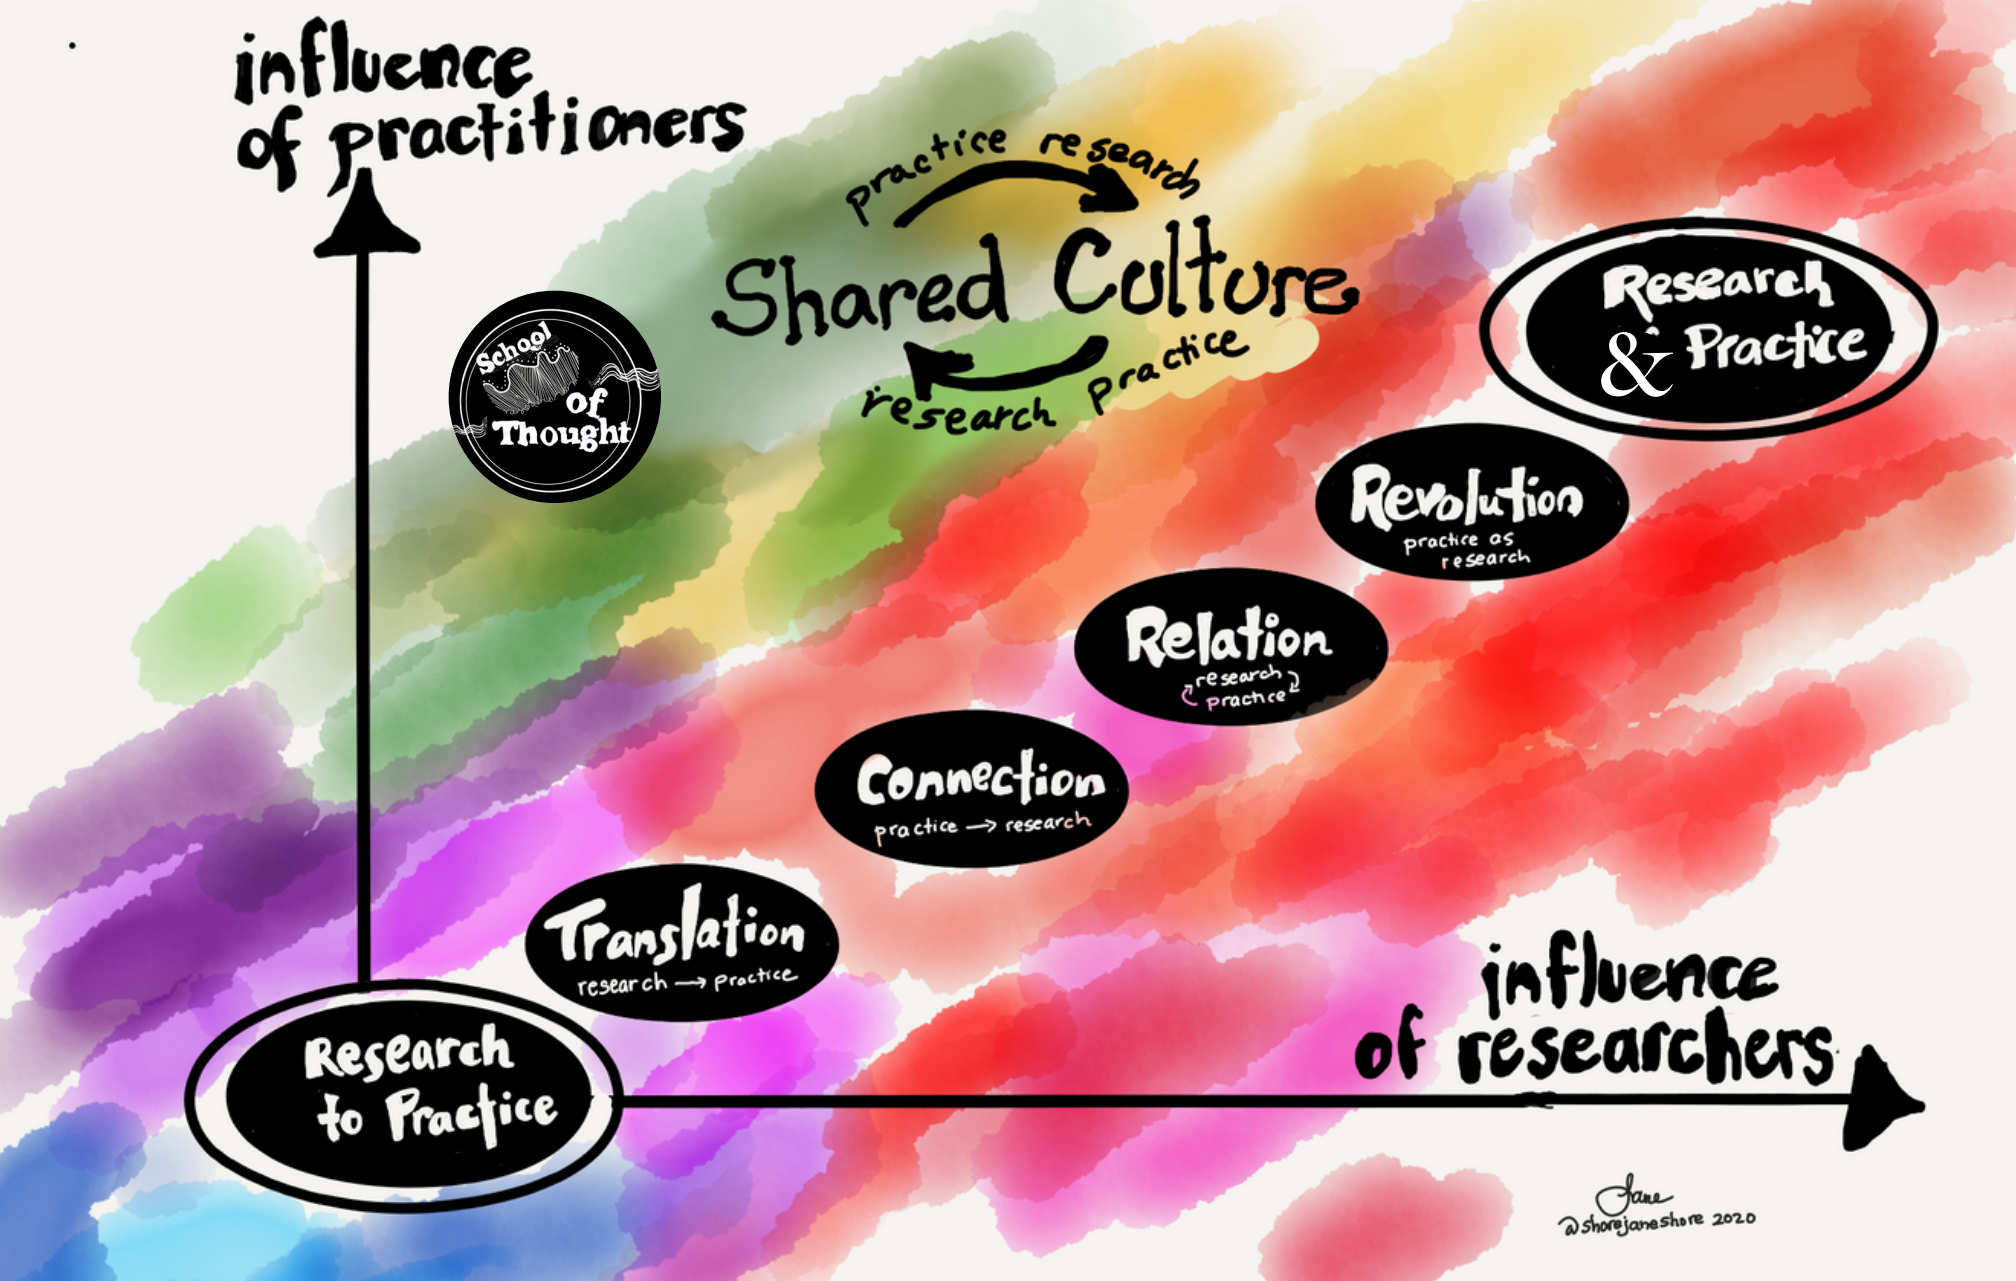 influence
of practitioners
practice research
Shared Culture
research practice
School
of
Thought
Research
& Practice
Revolution
practice as
research
Relation
research
practice
Connection
practice → research
Translation
research → practice
Research
to Practice
influence
of researchers
Jane
@shorejaneshore 2020